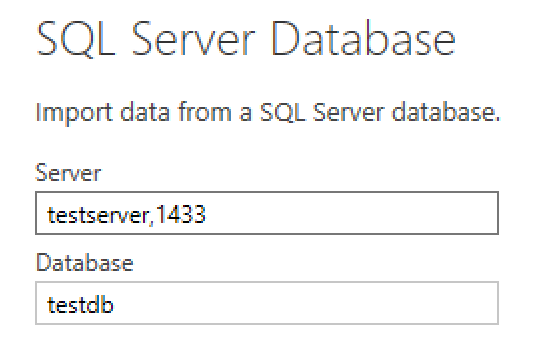 SQL Server Database
Import data from a SQL Server database.
Server
testserver,1433
Database
testdb